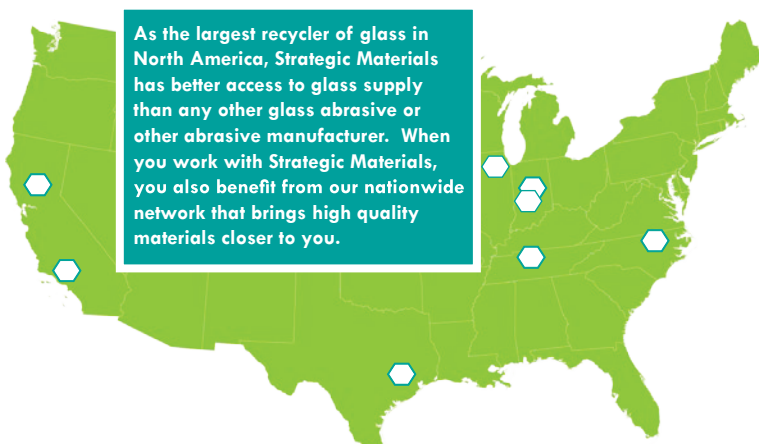 As the largest recycler of glass in
North America, Strategic Materials
has better access to glass supply
than any other glass abrasive or
other abrasive manufacturer.  When
you work with Strategic Materials,
you also benefit from our nationwide
network that brings high quality
materials closer to you.